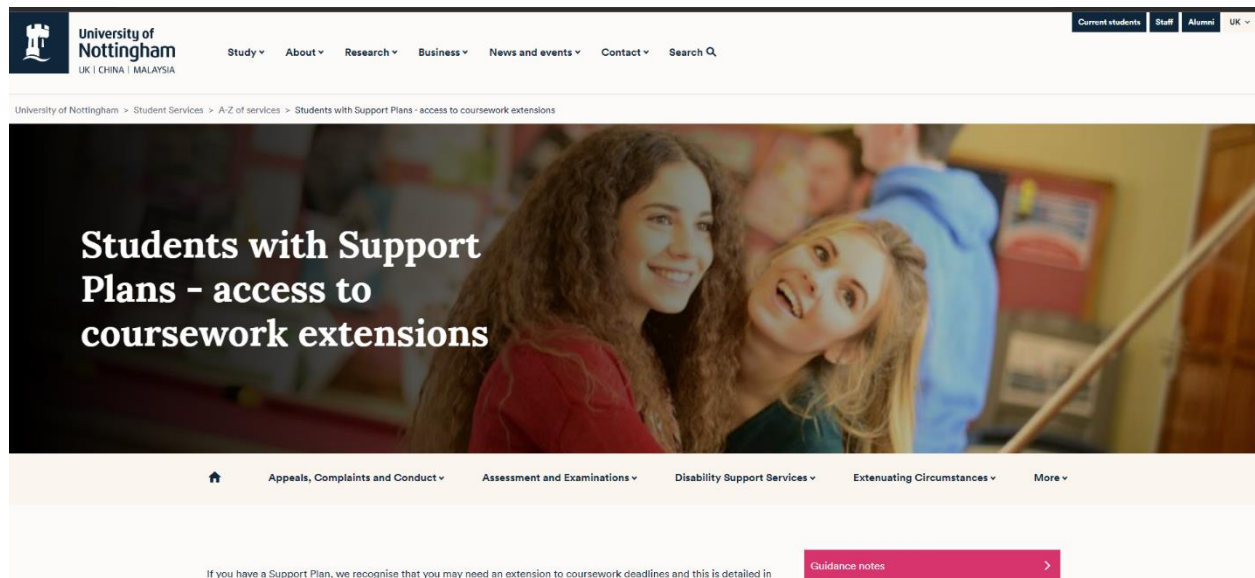 Current students Staff Alumni UK
University of
Nottingham
UK | CHINA | MALAYSIA
Study About Research Business News and events Contact Search
University of Nottingham > Student Services > A-Z of services > Students with Support Plans - access to coursework extensions
Students with Support
Plans - access to
coursework extensions
Appeals, Complaints and Conduct Assessment and Examinations Disability Support Services Extenuating Circumstances More
Guidance notes
If you have a Support Plan, we recognise that you may need an extension to coursework deadlines and this is detailed in